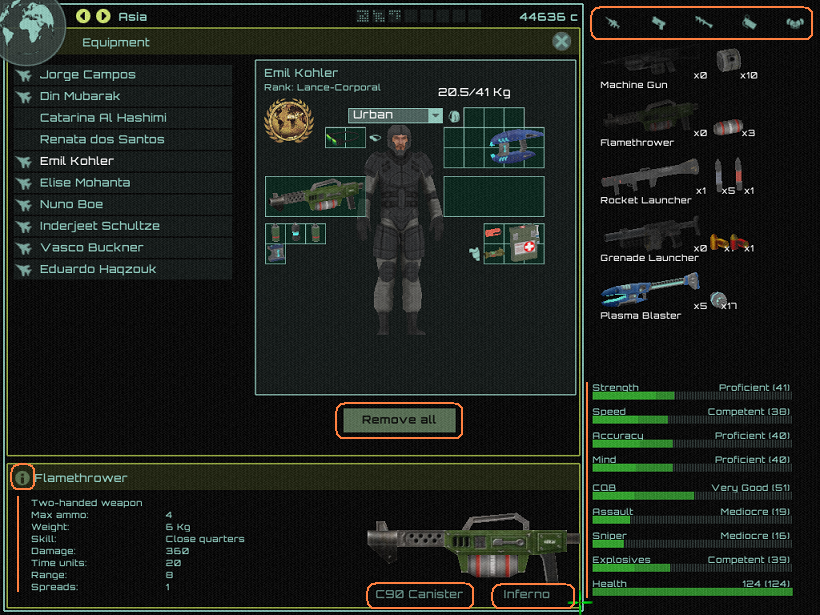 Asia
44636 c
Equipment
Jorge Campos
Din Mubarak
Catarina Al Hashimi
Renata dos Santos
Emil Kohler
Elise Mohanta
Nuno Boe
Inderjeet Schultze
Vasco Buckner
Eduardo Haqzouk
Emil Kohler
Rank: Lance-Corporal
20.5/41 Kg
Urban
Remove all
Machine Gun
x0 x10
Flamethrower
x0 x3
Rocket Launcher
x1 x5 x1
Grenade Launcher
x0 x1 x1
Plasma Blaster
x5 x17
Strength Proficient (41)
Speed Competent (38)
Accuracy Proficient (40)
Mind Proficient (40)
CQB Very Good (51)
Assault Mediocre (19)
Sniper Mediocre (16)
Explosives Competent (39)
Health 124 (124)
Flamethrower
Two-handed weapon
Max ammo: 4
Weight: 6 Kg
Skill: Close quarters
Damage: 360
Time units: 20
Range: 8
Spreads: 1
C90 Canister
Inferno